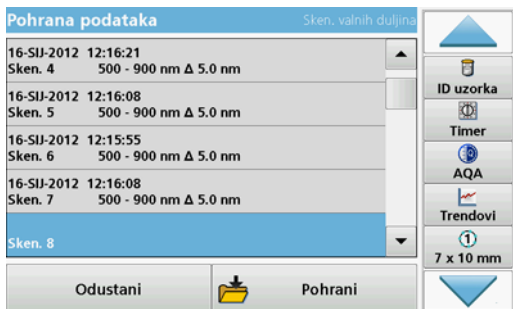 Pohrana podataka
Sken. valnih duljina
16-SIJ-2012 12:16:21
Sken. 4 500 - 900 nm Δ 5.0 nm
16-SIJ-2012 12:16:08
Sken. 5 500 - 900 nm Δ 5.0 nm
16-SIJ-2012 12:15:55
Sken. 6 500 - 900 nm Δ 5.0 nm
16-SIJ-2012 12:16:08
Sken. 7 500 - 900 nm Δ 5.0 nm
Sken. 8
Odustani
Pohrani
ID uzorka
Timer
AQA
Trendovi
1
7 x 10 mm